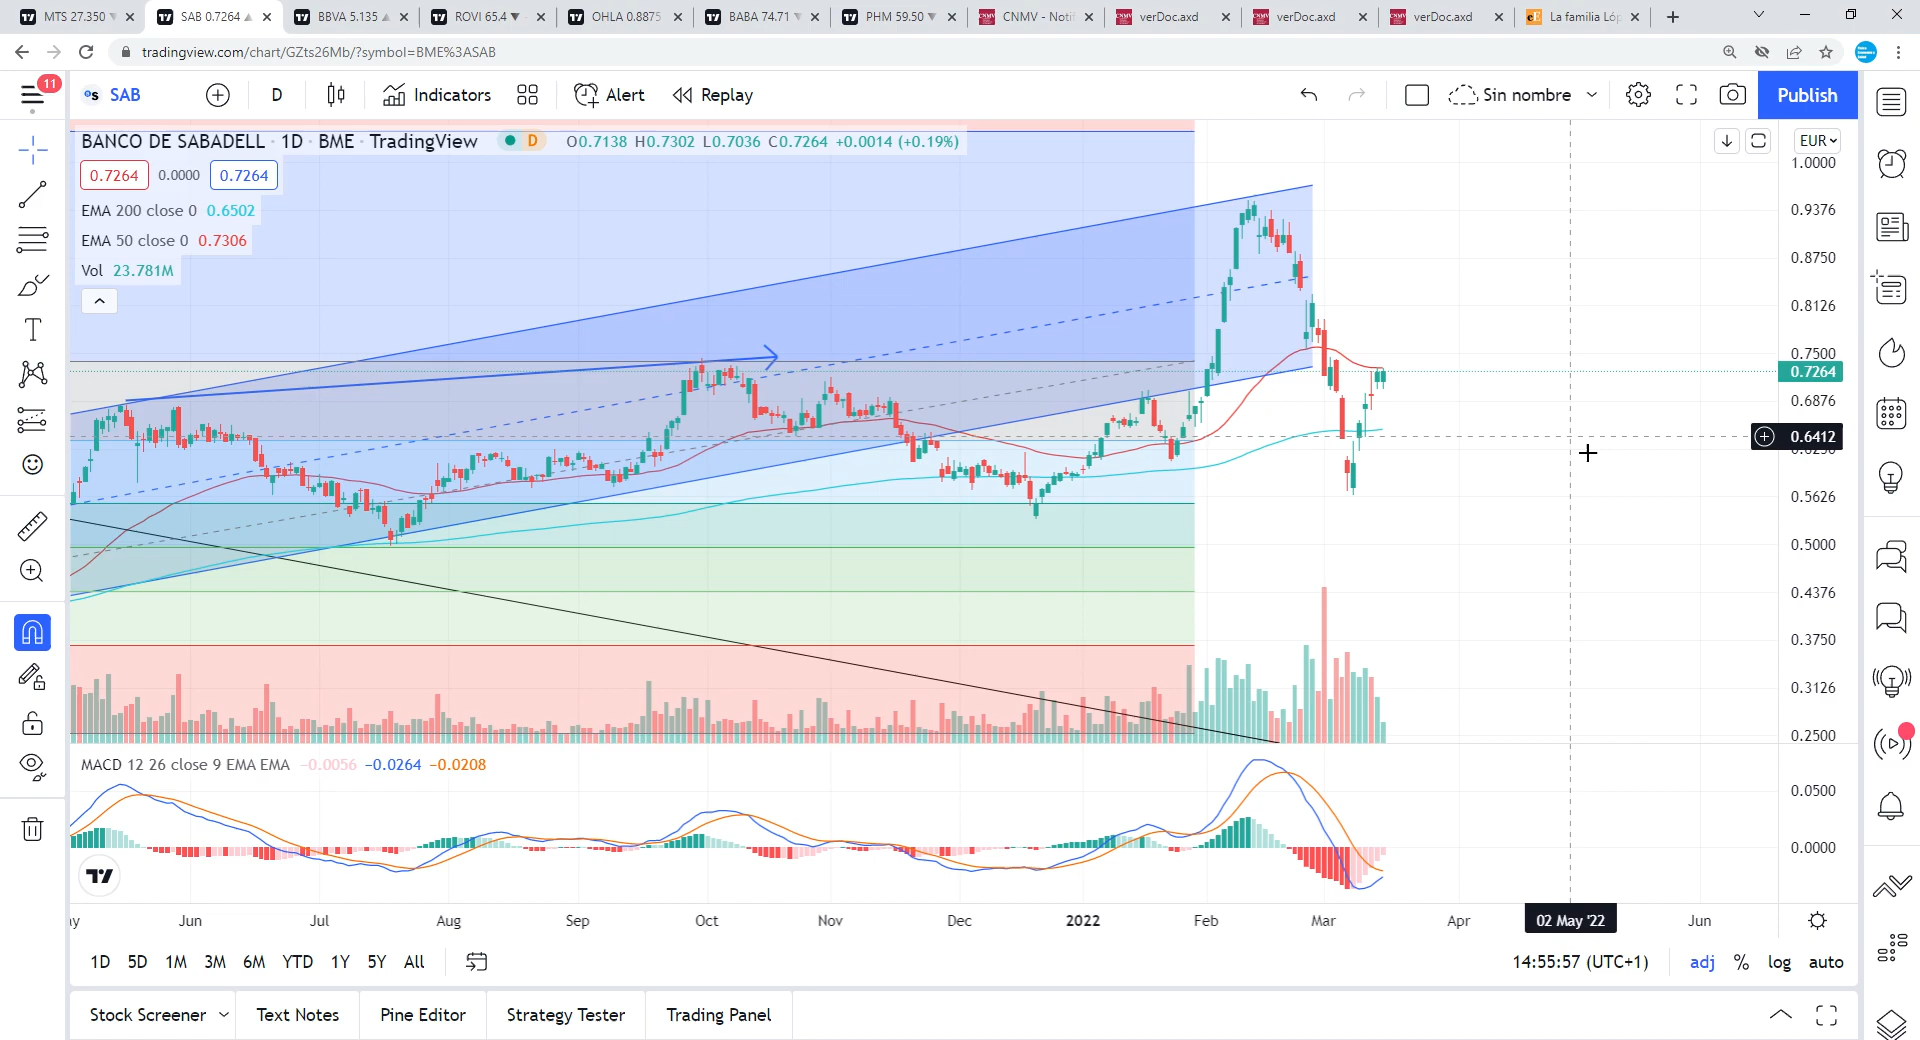 MTS 27.350 ▼
SAB 0.7264 ▲
BBVA 5.135 ▲
ROVI 65.4 ▼
OHLA 0.8875
BABA 74.71 ▼
PHM 59.50 ▼
CNMV - Noti
verDoc.axd
verDoc.axd
verDoc.axd
La familia Ló
tradingview.com/chart/GZts26Mb/?symbol=BME%3ASAB
11
SAB
D
Indicators
Alert
Replay
Sin nombre
Publish
BANCO DE SABADELL · 1D · BME · TradingView
D
O0.7138 H0.7302 L0.7036 C0.7264 +0.0014 (+0.19%)
EUR
0.7264
0.0000
0.7264
EMA 200 close 0 0.6502
EMA 50 close 0 0.7306
Vol 23.781M
1.0000
0.9376
0.8750
0.8126
0.7500
0.7264
0.6876
0.6412
0.5626
0.5000
0.4376
0.3750
0.3126
0.2500
MACD 12 26 close 9 EMA EMA −0.0056 −0.0264 −0.0208
0.0500
0.0000
Jun
Jul
Aug
Sep
Oct
Nov
Dec
2022
Feb
Mar
Apr
02 May '22
Jun
1D 5D 1M 3M 6M YTD 1Y 5Y All
14:55:57 (UTC+1)
adj % log auto
Stock Screener
Text Notes
Pine Editor
Strategy Tester
Trading Panel